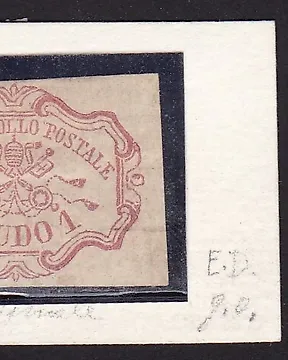 OLLO POSTALE
UDO 1
E.D.
g.o.